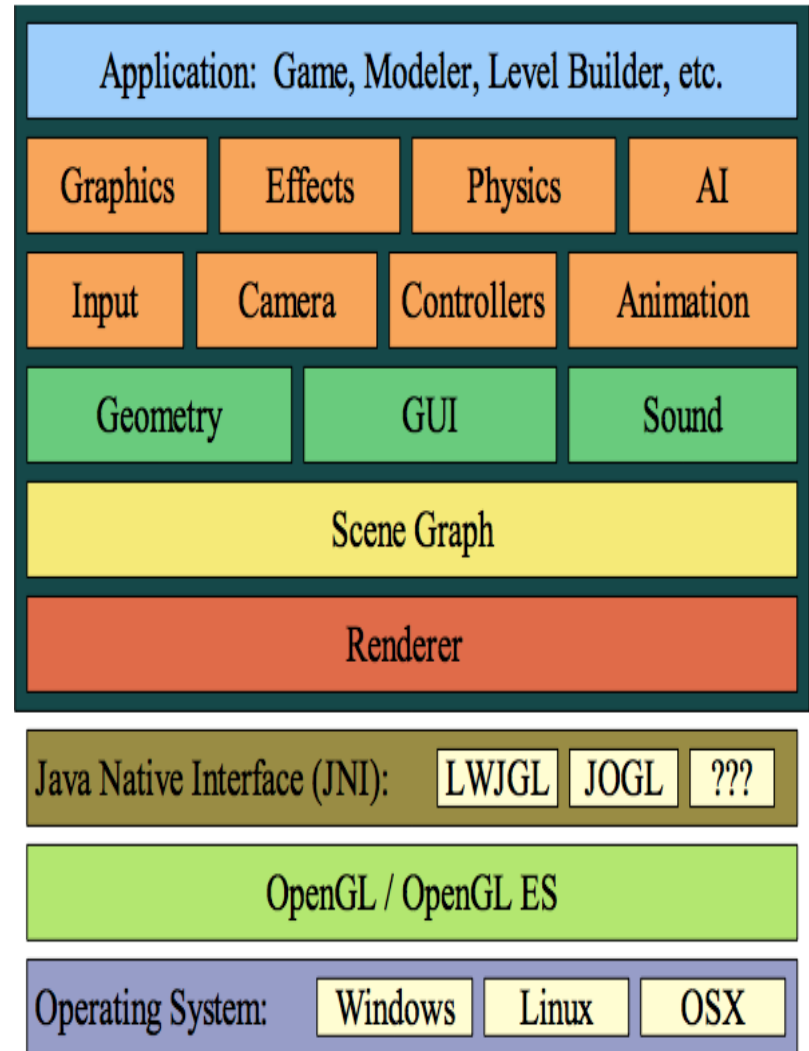 Application: Game, Modeler, Level Builder, etc.
Graphics Effects Physics AI
Input Camera Controllers Animation
Geometry GUI Sound
Scene Graph
Renderer
Java Native Interface (JNI): LWJGL JOGL ???
OpenGL / OpenGL ES
Operating System: Windows Linux OSX